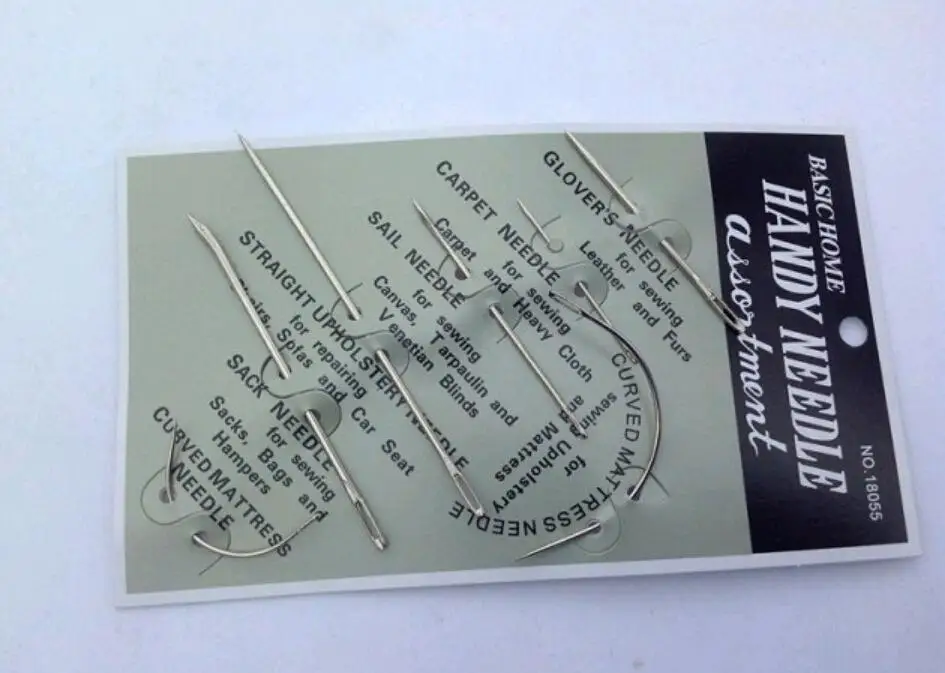 BASIC HOME
HANDY NEEDLE
assortment
NO.18055
GLOVER'S NEEDLE
for sewing
Leather and Furs
CARPET NEEDLE
for sewing
Carpet and Heavy Cloth
SAIL NEEDLE
for sewing
Canvas, Tarpaulin and
Venetian Blinds
STRAIGHT UPHOLSTERY NEEDLE
for repairing
Chairs, Sofas and Car Seat
SACK NEEDLE
for sewing
Sacks, Bags and
Hampers
CURVED MATTRESS
NEEDLE
CURVED MATTRESS NEEDLE
for
sewing
Upholstery
and
Mattress